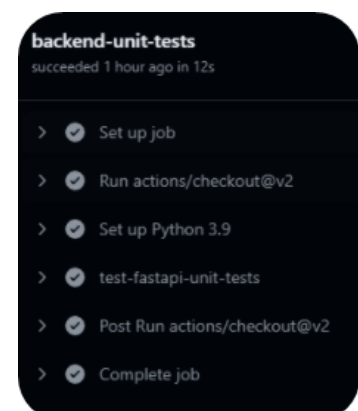 backend-unit-tests
succeeded 1 hour ago in 12s
Set up job
Run actions/checkout@v2
Set up Python 3.9
test-fastapi-unit-tests
Post Run actions/checkout@v2
Complete job